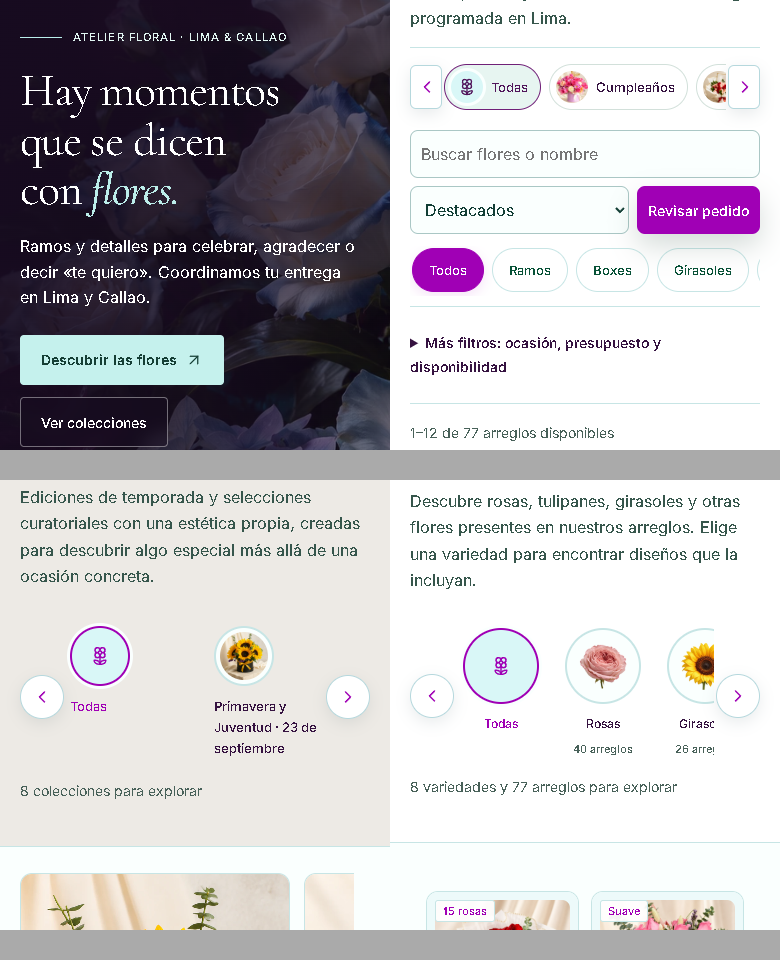 ATELIER FLORAL · LIMA & CALLAO
Hay momentos
que se dicen
con flores.
Ramos y detalles para celebrar, agradecer o
decir «te quiero». Coordinamos tu entrega
en Lima y Callao.
Descubrir las flores
Ver colecciones
programada en Lima.
Todas
Cumpleaños
Buscar flores o nombre
Destacados
Revisar pedido
Todos
Ramos
Boxes
Girasoles
Más filtros: ocasión, presupuesto y
disponibilidad
1–12 de 77 arreglos disponibles
Ediciones de temporada y selecciones
curatoriales con una estética propia, creadas
para descubrir algo especial más allá de una
ocasión concreta.
Todas
Primavera y
Juventud · 23 de
septiembre
8 colecciones para explorar
Descubre rosas, tulipanes, girasoles y otras
flores presentes en nuestros arreglos. Elige
una variedad para encontrar diseños que la
incluyan.
Todas
Rosas
40 arreglos
Giraso
26 arreg
8 variedades y 77 arreglos para explorar
15 rosas
Suave